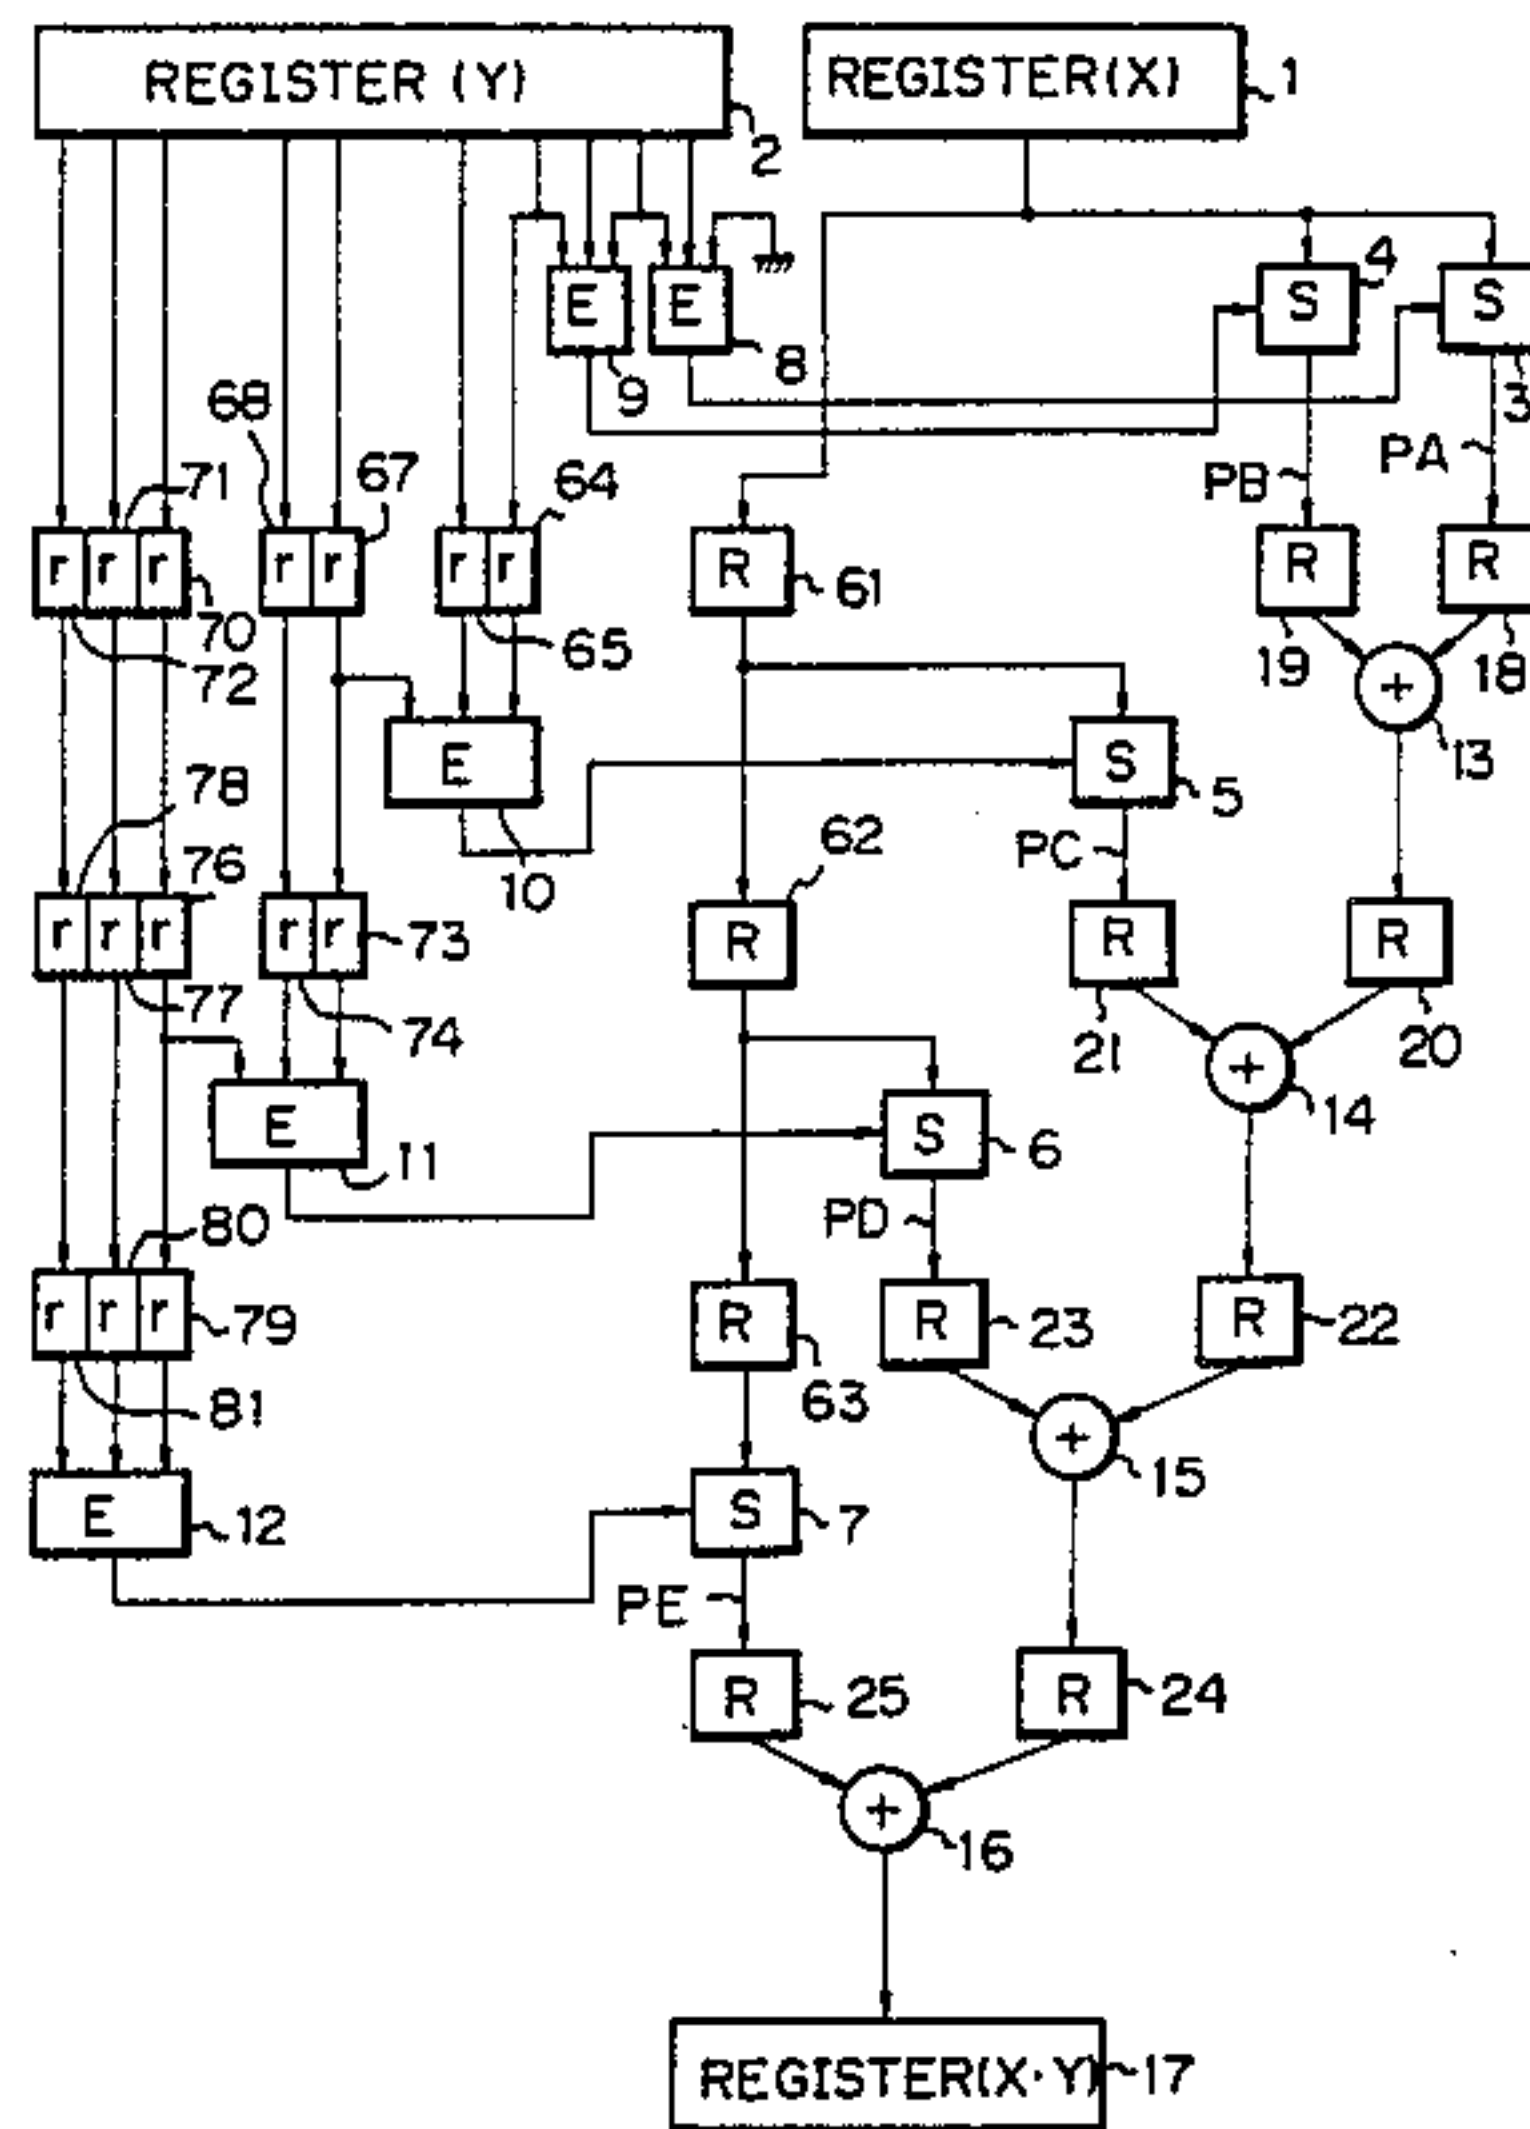 REGISTER (Y)
REGISTER(X)
1
2
E
E
S
4
S
9
8
3
68
PB
PA
71
67
64
r r r
r r
r r
R
61
R
R
70
72
65
19
18
+
13
E
S
5
78
10
62
PC
76
r r r
r r
73
R
R
R
77
74
21
20
+
14
E
11
S
6
80
PD
r r r
79
R
63
R
23
R
22
81
+
15
E
12
S
7
PE
R
25
R
24
+
16
REGISTER(X·Y)
17